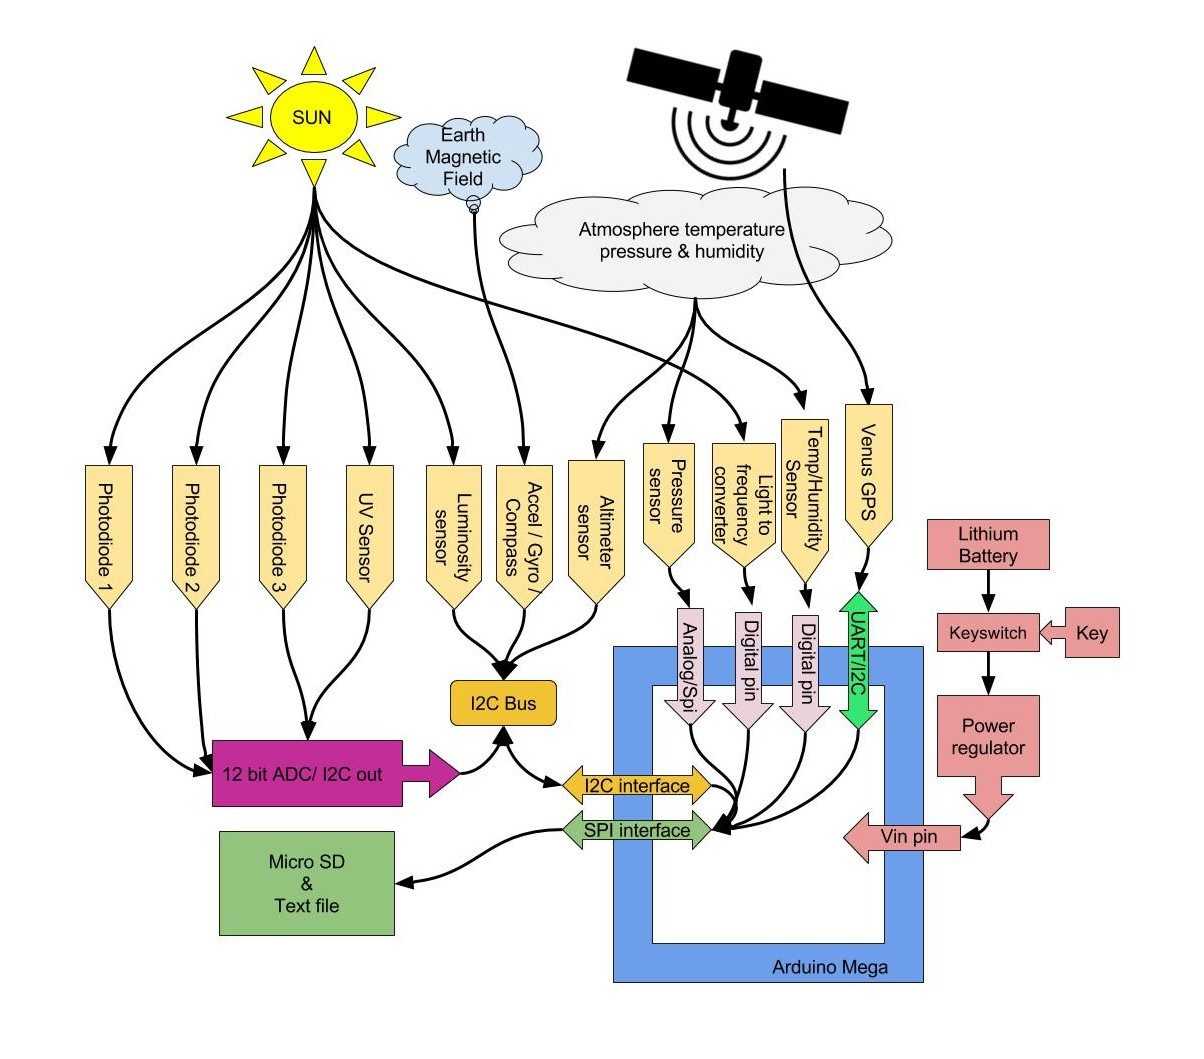 SUN
Earth
Magnetic
Field
Atmosphere temperature
pressure & humidity
Photodiode 1
Photodiode 2
Photodiode 3
UV Sensor
Luminosity
sensor
Accel / Gyro /
Compass
Altimeter
sensor
Pressure
sensor
Light to
frequency
converter
Temp/Humidity
Sensor
Venus GPS
Lithium
Battery
Keyswitch
Key
Power
regulator
Vin pin
Analog/Spi
Digital pin
Digital pin
UART/I2C
I2C Bus
12 bit ADC/ I2C out
I2C interface
SPI interface
Micro SD
&
Text file
Arduino Mega